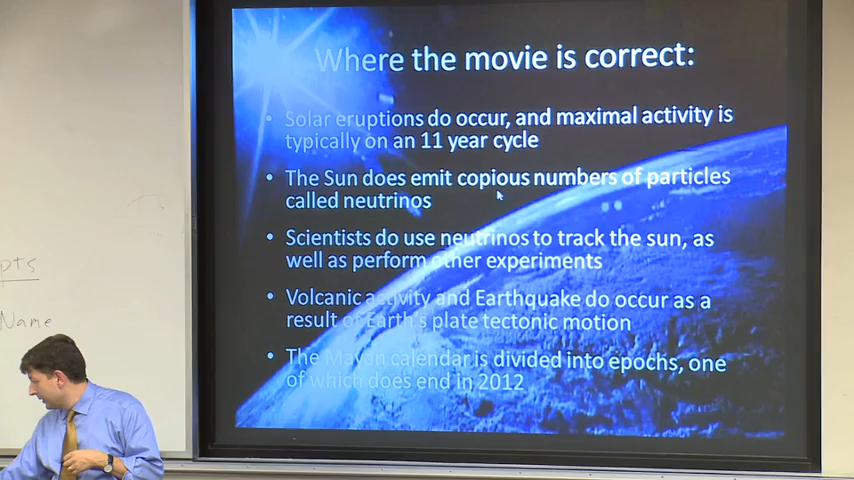 Where the movie is correct:
• Solar eruptions do occur, and maximal activity is
typically on an 11 year cycle
• The Sun does emit copious numbers of particles
called neutrinos
• Scientists do use neutrinos to track the sun, as
well as perform other experiments
• Volcanic activity and Earthquake do occur as a
result of Earth's plate tectonic motion
• The Mayan calendar is divided into epochs, one
of which does end in 2012
pts
Name